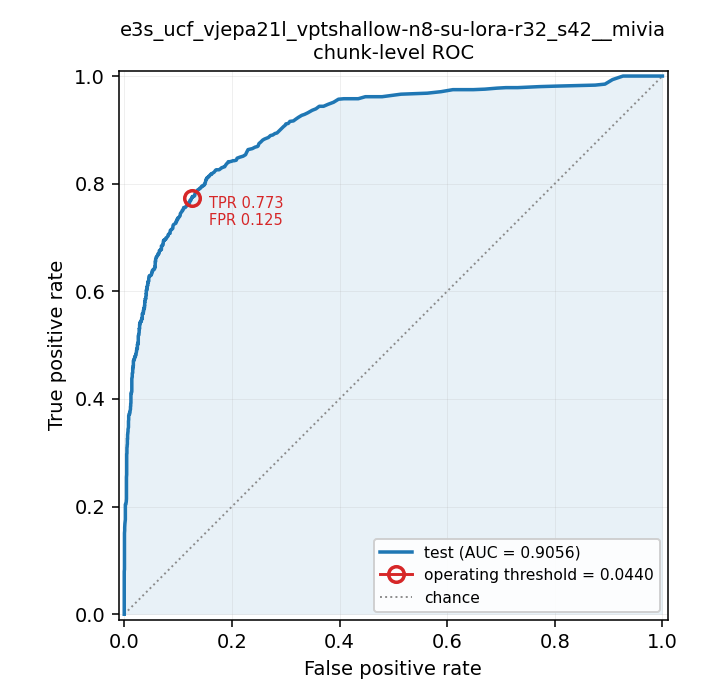 e3s_ucf_vjepa21l_vptshallow-n8-su-lora-r32_s42__mivia
chunk-level ROC
1.0
0.8
0.6
0.4
0.2
0.0
True positive rate
TPR 0.773
FPR 0.125
test (AUC = 0.9056)
operating threshold = 0.0440
chance
0.0
0.2
0.4
0.6
0.8
1.0
False positive rate